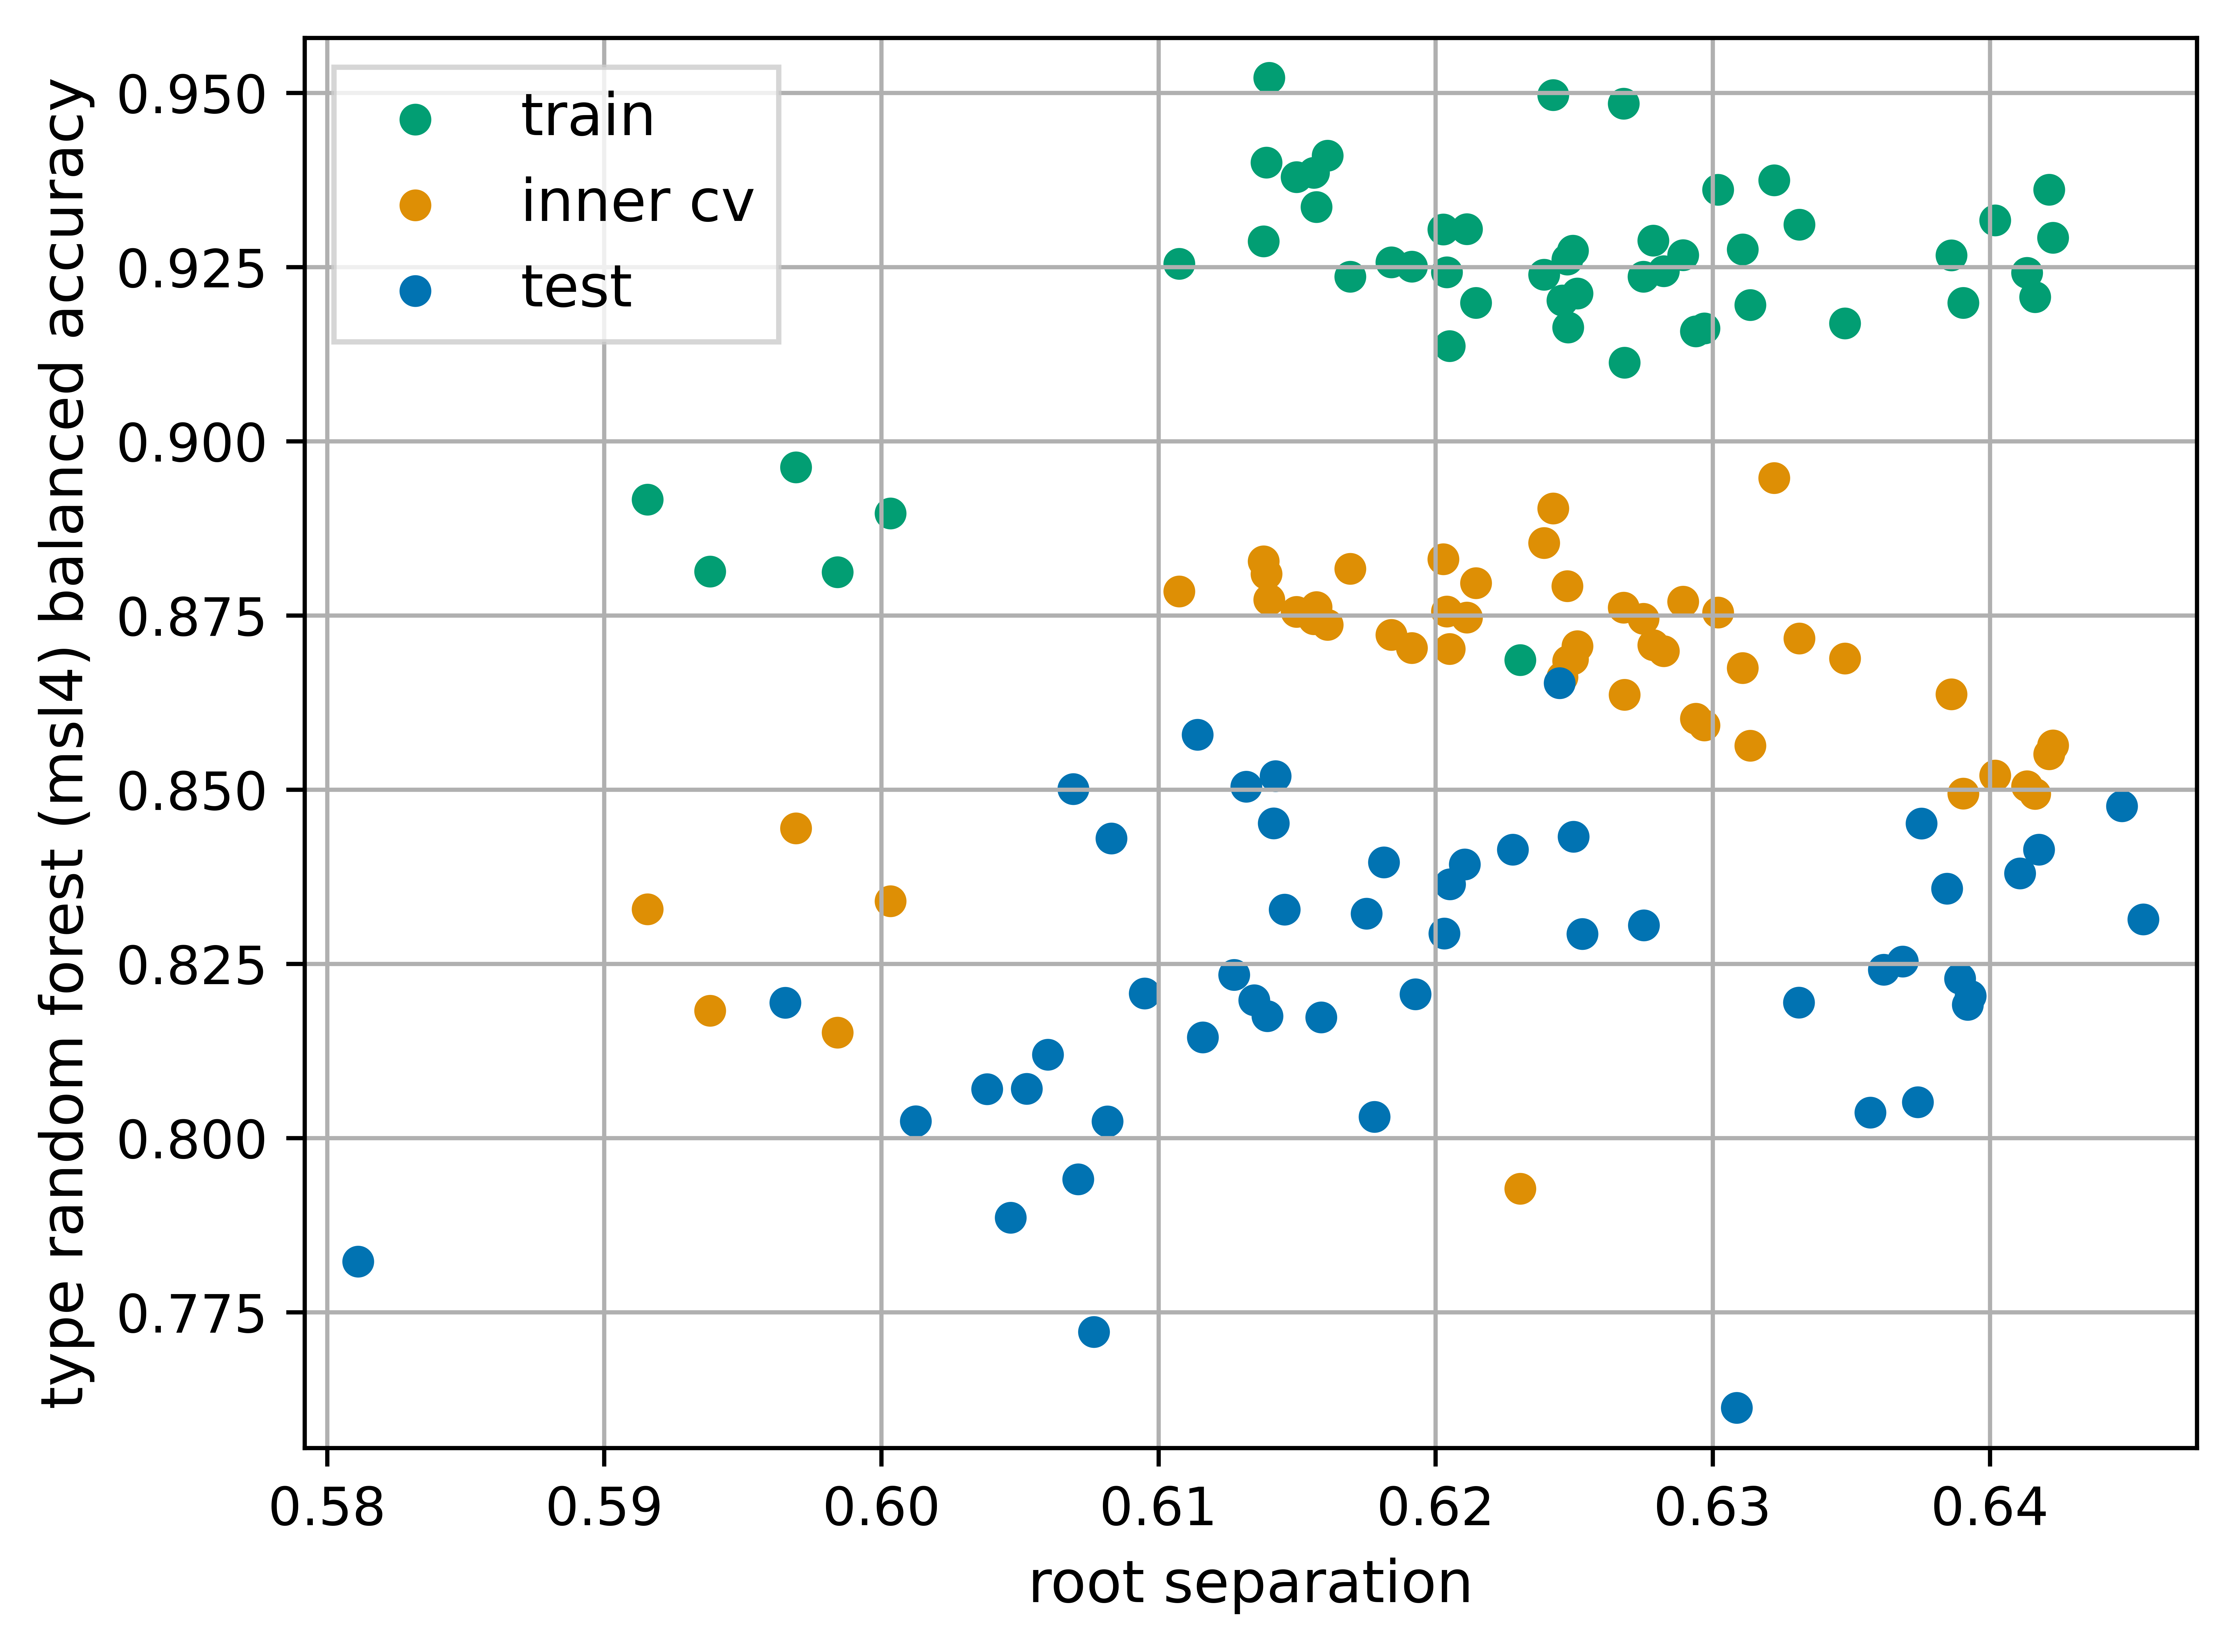 train
inner cv
test
0.950
0.925
0.900
0.875
0.850
0.825
0.800
0.775
type random forest (msl4) balanced accuracy
0.58 0.59 0.60 0.61 0.62 0.63 0.64
root separation